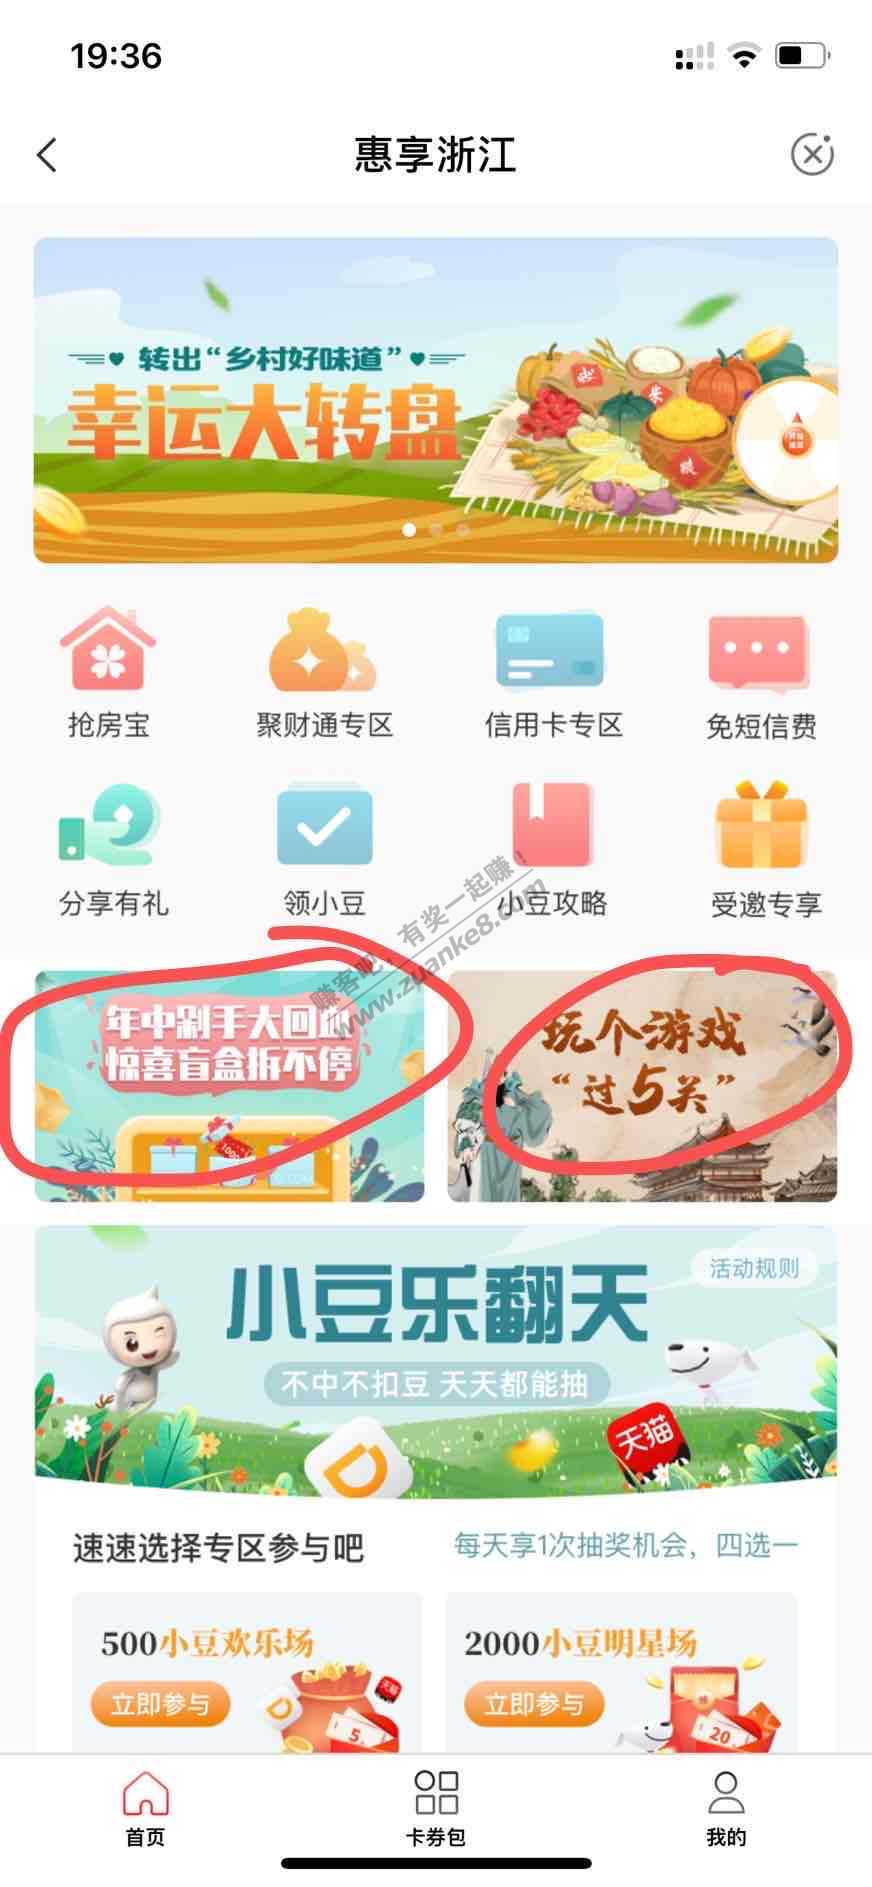 19:36
惠享浙江
转出“乡村好味道”
幸运大转盘
抢房宝
聚财通专区
信用卡专区
免短信费
分享有礼
领小豆
小豆攻略
受邀专享
赚客吧，有奖一起赚！
www.zuanke8.com
年中剁手大回血
惊喜盲盒拆不停
玩个游戏
“过5关”
小豆乐翻天
活动规则
不中不扣豆 天天都能抽
天猫
速速选择专区参与吧
每天享1次抽奖机会，四选一
500小豆欢乐场
立即参与
天猫
5
2000小豆明星场
立即参与
20
首页
卡券包
我的